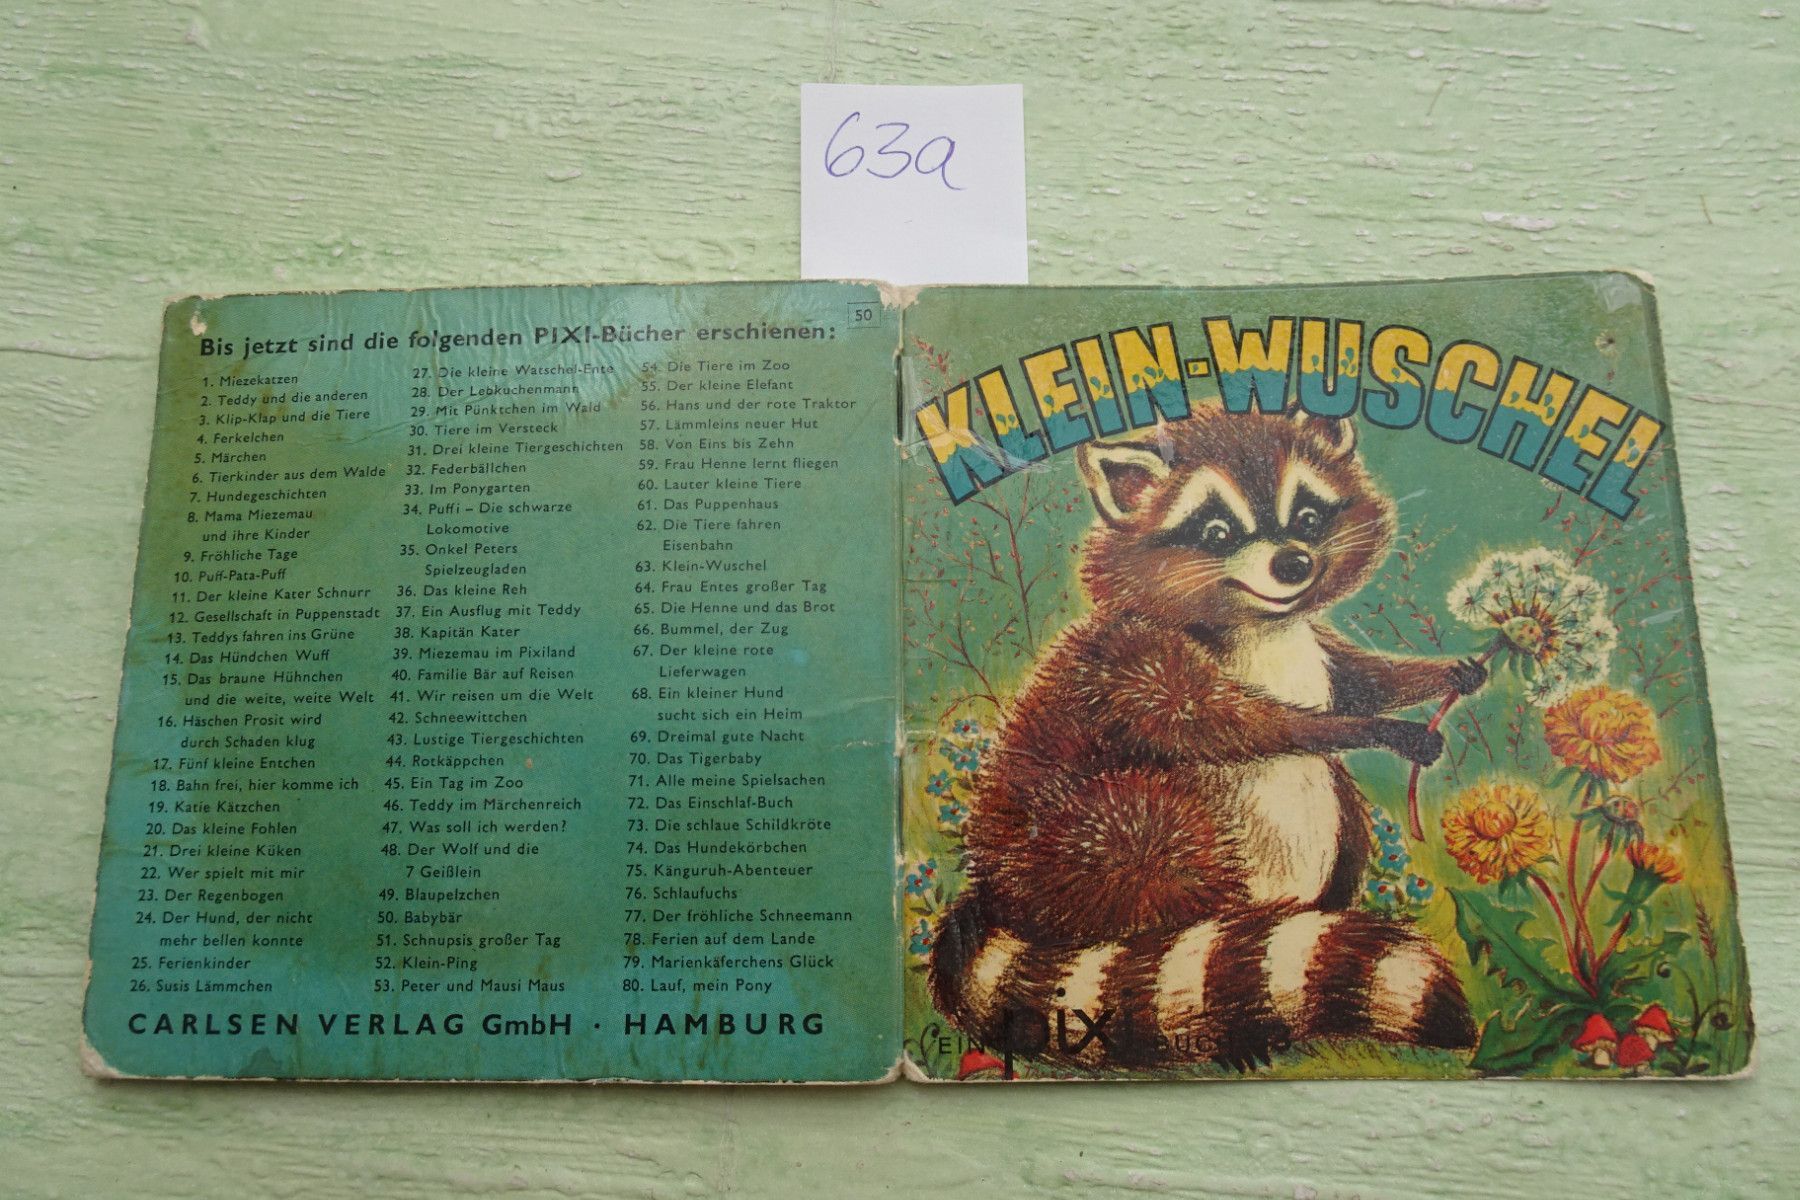 63a
50
Bis jetzt sind die folgenden PIXI-Bücher erschienen:
1. Miezekatzen
2. Teddy und die anderen
3. Klip-Klap und die Tiere
4. Ferkelchen
5. Märchen
6. Tierkinder aus dem Walde
7. Hundegeschichten
8. Mama Miezemau
und ihre Kinder
9. Fröhliche Tage
10. Puff-Pata-Puff
11. Der kleine Kater Schnurr
12. Gesellschaft in Puppenstadt
13. Teddys fahren ins Grüne
14. Das Hündchen Wuff
15. Das braune Hühnchen
und die weite, weite Welt
16. Häschen Prosit wird
durch Schaden klug
17. Fünf kleine Entchen
18. Bahn frei, hier komme ich
19. Katie Kätzchen
20. Das kleine Fohlen
21. Drei kleine Küken
22. Wer spielt mit mir
23. Der Regenbogen
24. Der Hund, der nicht
mehr bellen konnte
25. Ferienkinder
26. Susis Lämmchen
27. Die kleine Watschel-Ente
28. Der Lebkuchenmann
29. Mit Pünktchen im Wald
30. Tiere im Versteck
31. Drei kleine Tiergeschichten
32. Federbällchen
33. Im Ponygarten
34. Puffi – Die schwarze
Lokomotive
35. Onkel Peters
Spielzeugladen
36. Das kleine Reh
37. Ein Ausflug mit Teddy
38. Kapitän Kater
39. Miezemau im Pixiland
40. Familie Bär auf Reisen
41. Wir reisen um die Welt
42. Schneewittchen
43. Lustige Tiergeschichten
44. Rotkäppchen
45. Ein Tag im Zoo
46. Teddy im Märchenreich
47. Was soll ich werden?
48. Der Wolf und die
7 Geißlein
49. Blaupelzchen
50. Babybär
51. Schnupsis großer Tag
52. Klein-Ping
53. Peter und Mausi Maus
54. Die Tiere im Zoo
55. Der kleine Elefant
56. Hans und der rote Traktor
57. Lämmleins neuer Hut
58. Von Eins bis Zehn
59. Frau Henne lernt fliegen
60. Lauter kleine Tiere
61. Das Puppenhaus
62. Die Tiere fahren
Eisenbahn
63. Klein-Wuschel
64. Frau Entes großer Tag
65. Die Henne und das Brot
66. Bummel, der Zug
67. Der kleine rote
Lieferwagen
68. Ein kleiner Hund
sucht sich ein Heim
69. Dreimal gute Nacht
70. Das Tigerbaby
71. Alle meine Spielsachen
72. Das Einschlaf-Buch
73. Die schlaue Schildkröte
74. Das Hundekörbchen
75. Känguruh-Abenteuer
76. Schlaufuchs
77. Der fröhliche Schneemann
78. Ferien auf dem Lande
79. Marienkäferchens Glück
80. Lauf, mein Pony
CARLSEN VERLAG GmbH · HAMBURG
KLEIN-WUSCHEL
EIN pixi